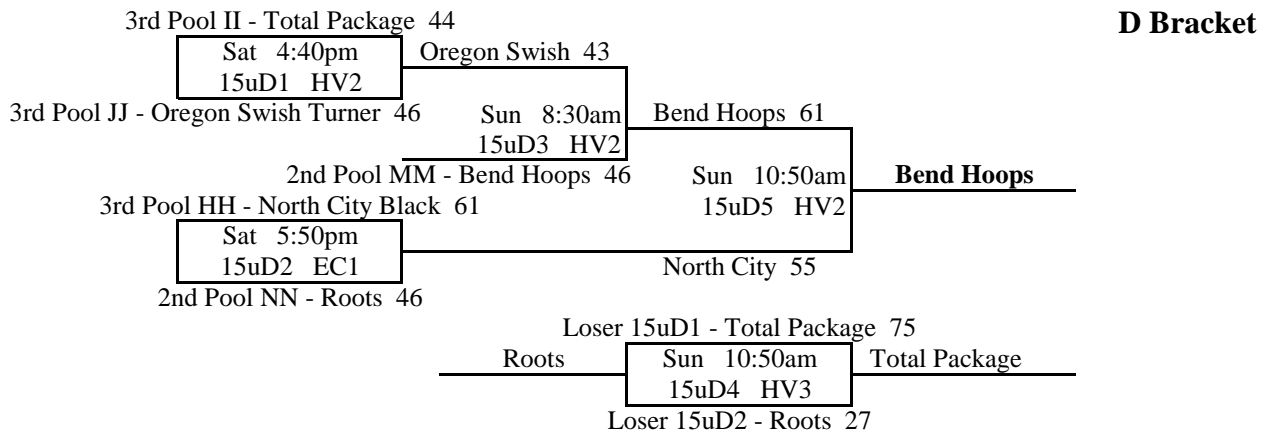 3rd Pool II - Total Package 44
D Bracket
Sat 4:40pm
Oregon Swish 43
15uD1 HV2
3rd Pool JJ - Oregon Swish Turner 46
Sun 8:30am
Bend Hoops 61
15uD3 HV2
2nd Pool MM - Bend Hoops 46
Sun 10:50am
Bend Hoops
3rd Pool HH - North City Black 61
15uD5 HV2
Sat 5:50pm
15uD2 EC1
North City 55
2nd Pool NN - Roots 46
Loser 15uD1 - Total Package 75
Roots
Sun 10:50am
Total Package
15uD4 HV3
Loser 15uD2 - Roots 27